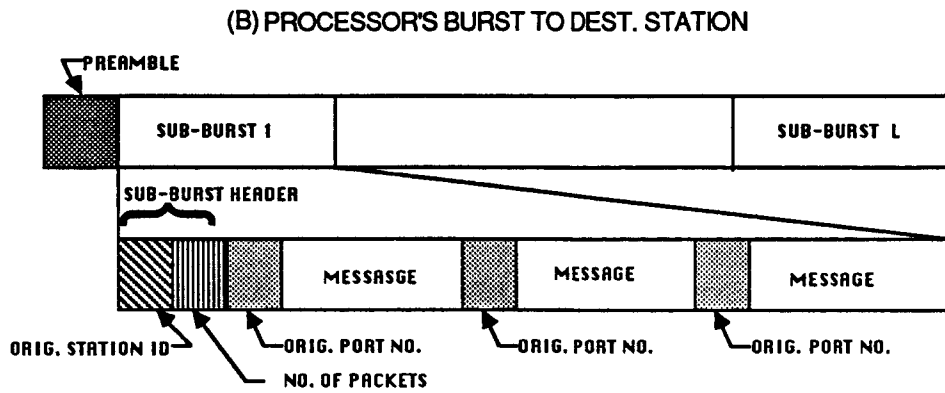 (B) PROCESSOR'S BURST TO DEST. STATION
PREAMBLE
SUB-BURST 1
SUB-BURST L
SUB-BURST HEADER
MESSASGE
MESSAGE
MESSAGE
ORIG. STATION ID
ORIG. PORT NO.
ORIG. PORT NO.
ORIG. PORT NO.
NO. OF PACKETS